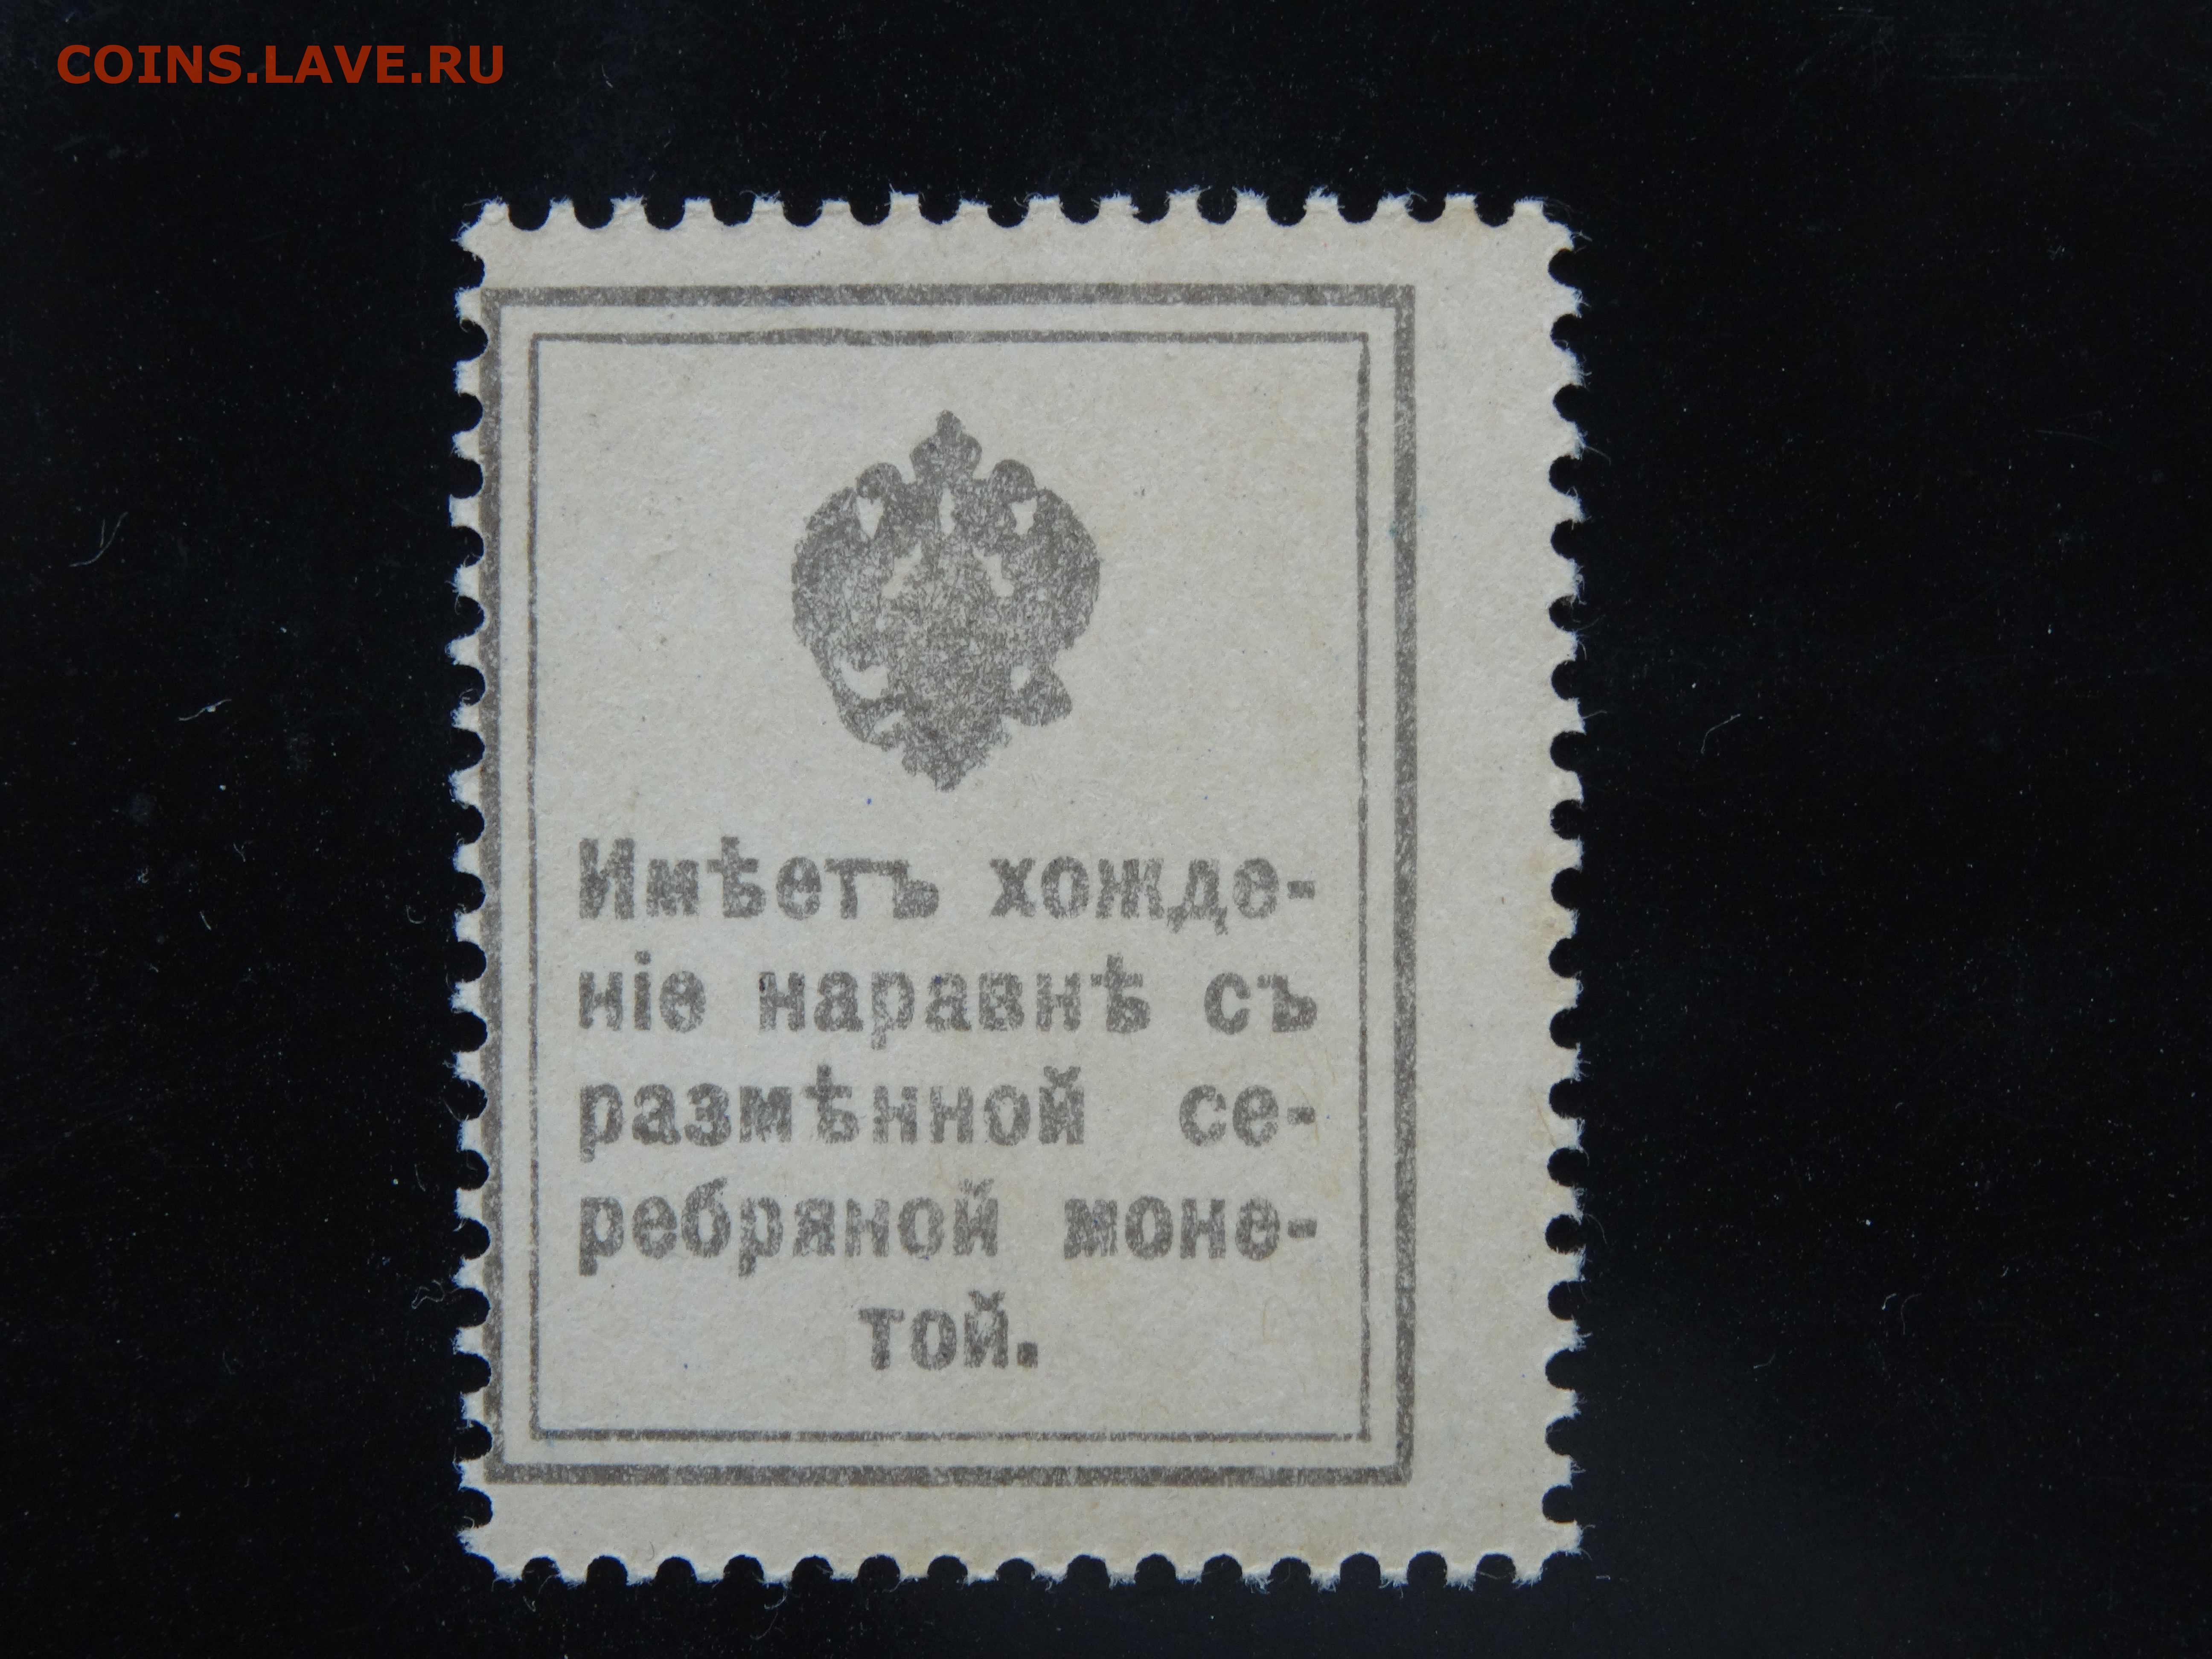 COINS.LAVE.RU
Имѣетъ хожде-
ніе наравнѣ съ
размѣнной се-
ребряной моне-
той.